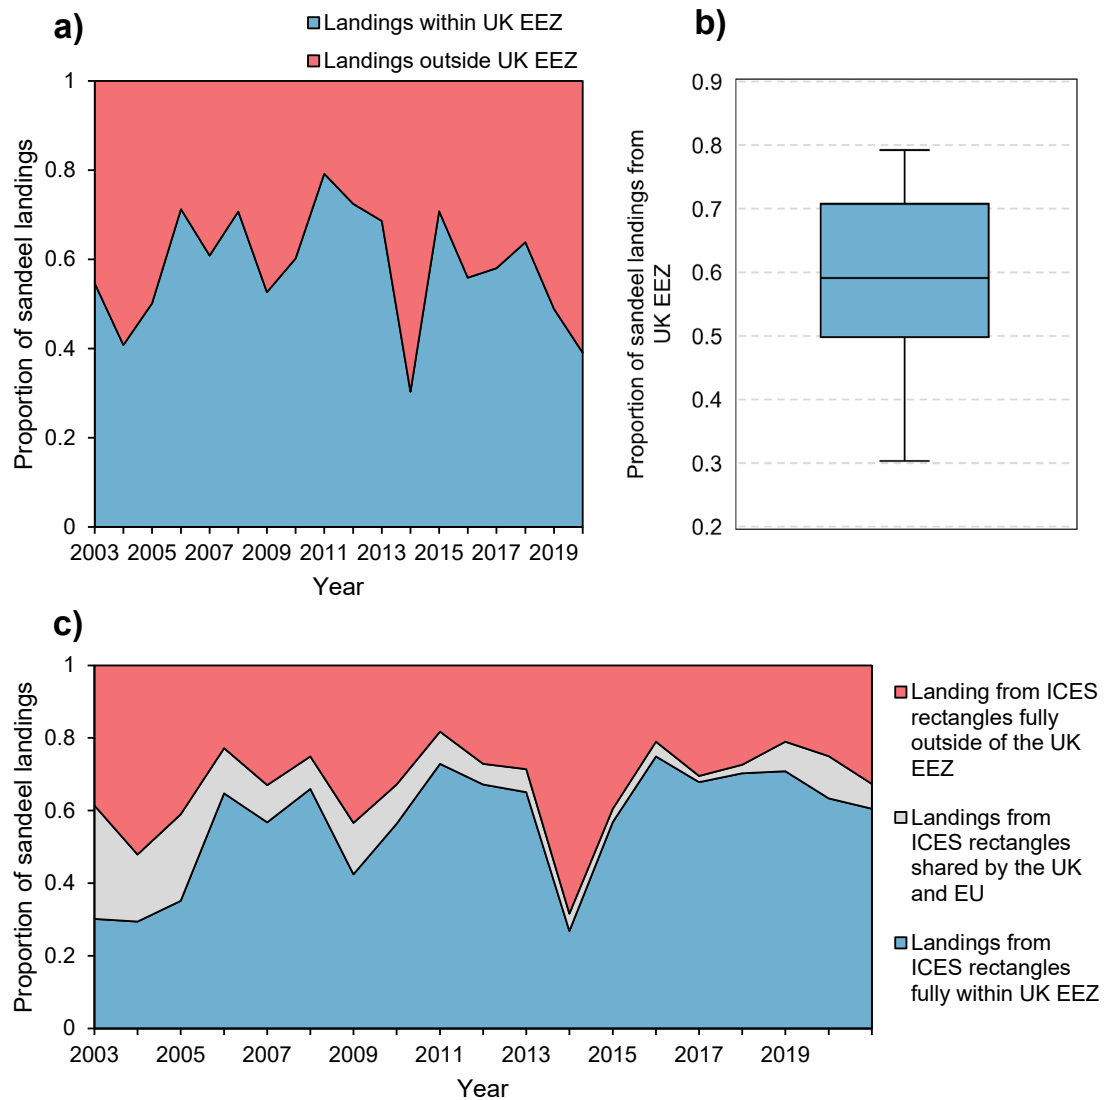 a)
Landings within UK EEZ
Landings outside UK EEZ
Proportion of sandeel landings
1
0.8
0.6
0.4
0.2
0
2003 2005 2007 2009 2011 2013 2015 2017 2019
Year
b)
Proportion of sandeel landings from
UK EEZ
0.9
0.8
0.7
0.6
0.5
0.4
0.3
0.2
c)
Proportion of sandeel landings
1
0.8
0.6
0.4
0.2
0
2003 2005 2007 2009 2011 2013 2015 2017 2019
Year
Landing from ICES
rectangles fully
outside of the UK
EEZ
Landings from
ICES rectangles
shared by the UK
and EU
Landings from
ICES rectangles
fully within UK EEZ